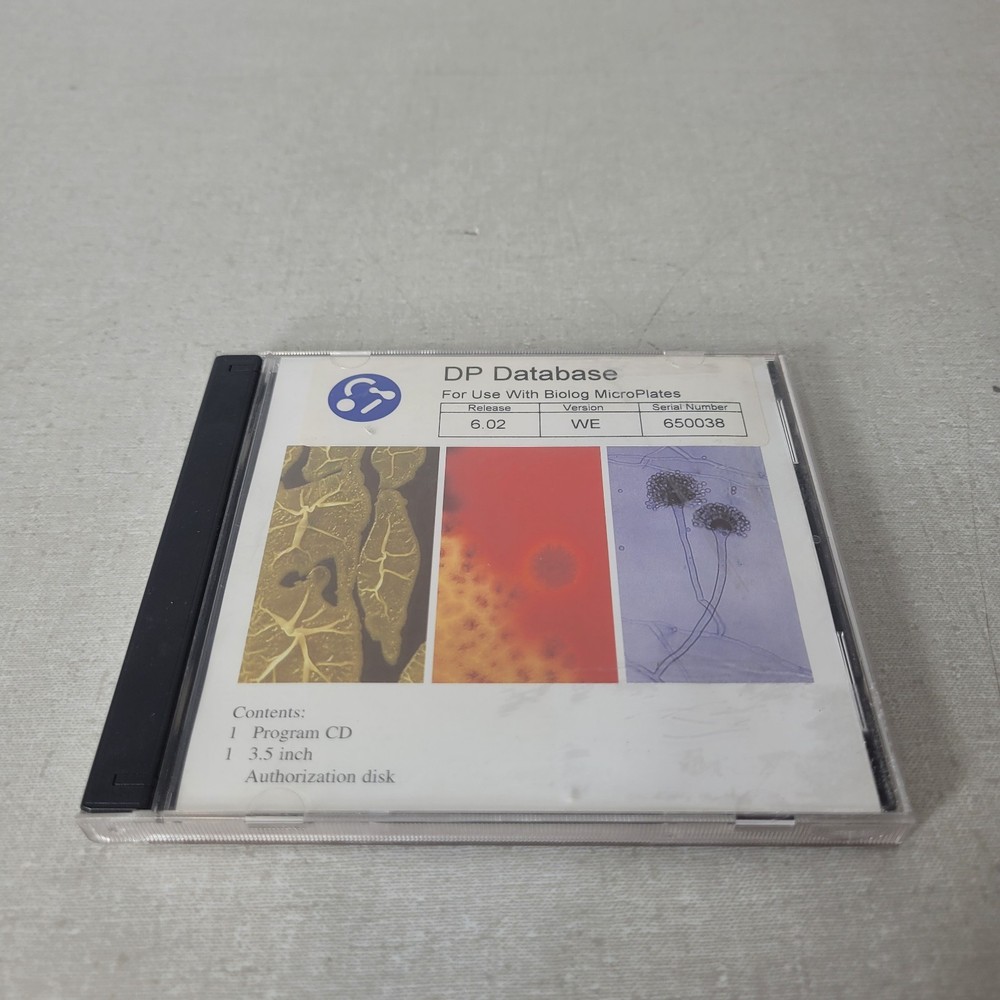 DP Database
For Use With Biolog MicroPlates
Release Version Serial Number
6.02 WE 650038
Contents:
1 Program CD
1 3.5 inch
Authorization disk